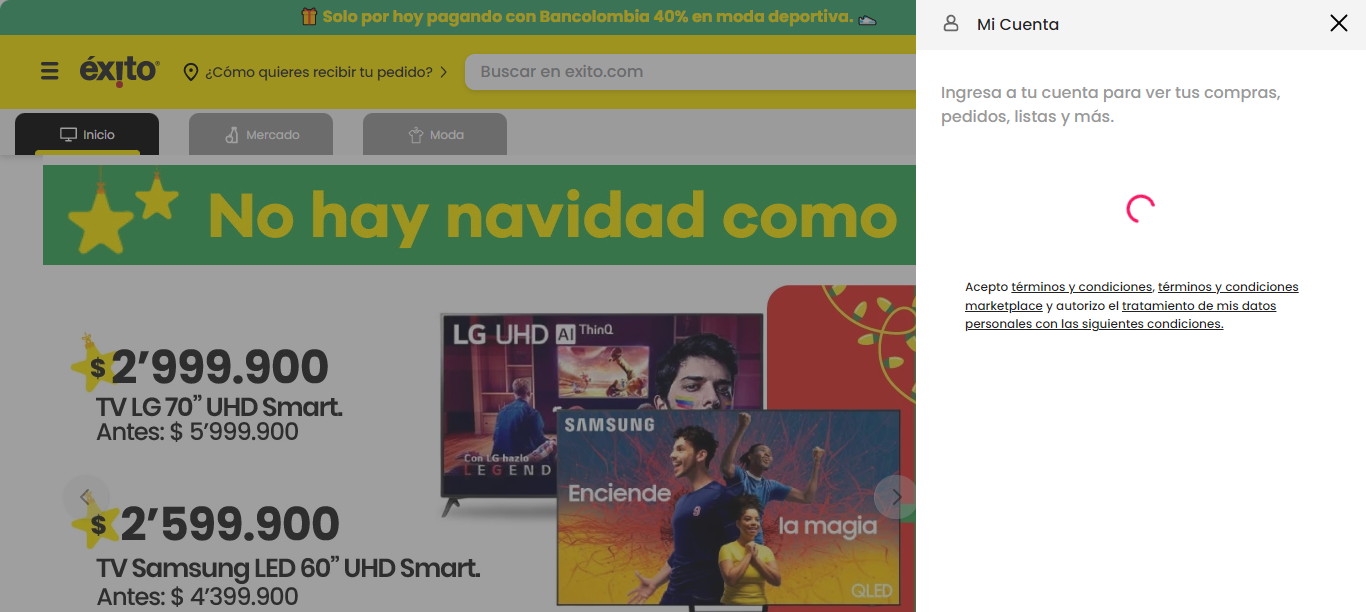 Solo por hoy pagando con Bancolombia 40% en moda deportiva.
Mi Cuenta
éxito
¿Cómo quieres recibir tu pedido?
Buscar en exito.com
Ingresa a tu cuenta para ver tus compras,
pedidos, listas y más.
Inicio
Mercado
Moda
No hay navidad como
Acepto términos y condiciones, términos y condiciones
marketplace y autorizo el tratamiento de mis datos
personales con las siguientes condiciones.
$ 2’999.900
TV LG 70” UHD Smart.
Antes: $ 5’999.900
LG UHD AI ThinQ
Con LG hazlo
LEGEND
SAMSUNG
Enciende
la magia
QLED
$ 2’599.900
TV Samsung LED 60” UHD Smart.
Antes: $ 4’399.900